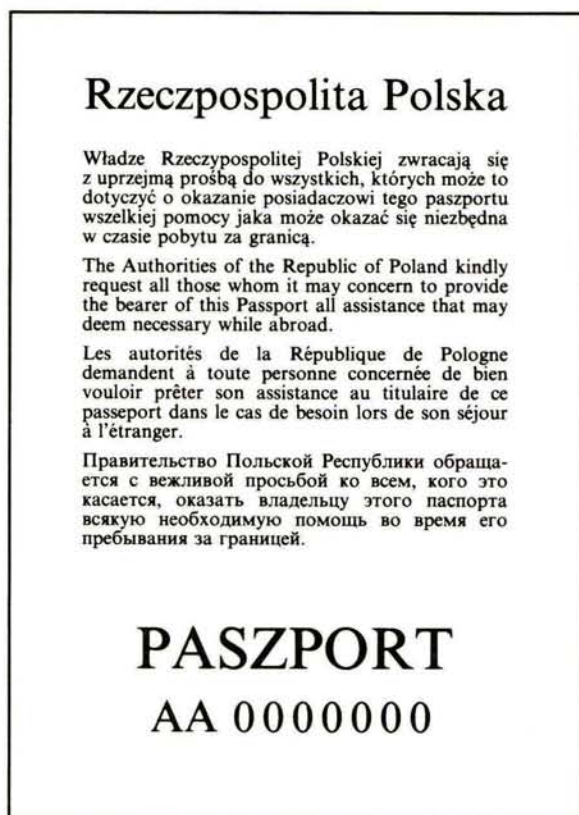 Rzeczpospolita Polska
Władze Rzeczypospolitej Polskiej zwracają się
z uprzejmą prośbą do wszystkich, których może to
dotyczyć o okazanie posiadaczowi tego paszportu
wszelkiej pomocy jaka może okazać się niezbędna
w czasie pobytu za granicą.
The Authorities of the Republic of Poland kindly
request all those whom it may concern to provide
the bearer of this Passport all assistance that may
deem necessary while abroad.
Les autorités de la République de Pologne
demandent à toute personne concernée de bien
vouloir prêter son assistance au titulaire de ce
passeport dans le cas de besoin lors de son séjour
à l'étranger.
Правительство Польской Республики обраща-
ется с вежливой просьбой ко всем, кого это
касается, оказать владельцу этого паспорта
всякую необходимую помощь во время его
пребывания за границей.
PASZPORT
AA 0000000